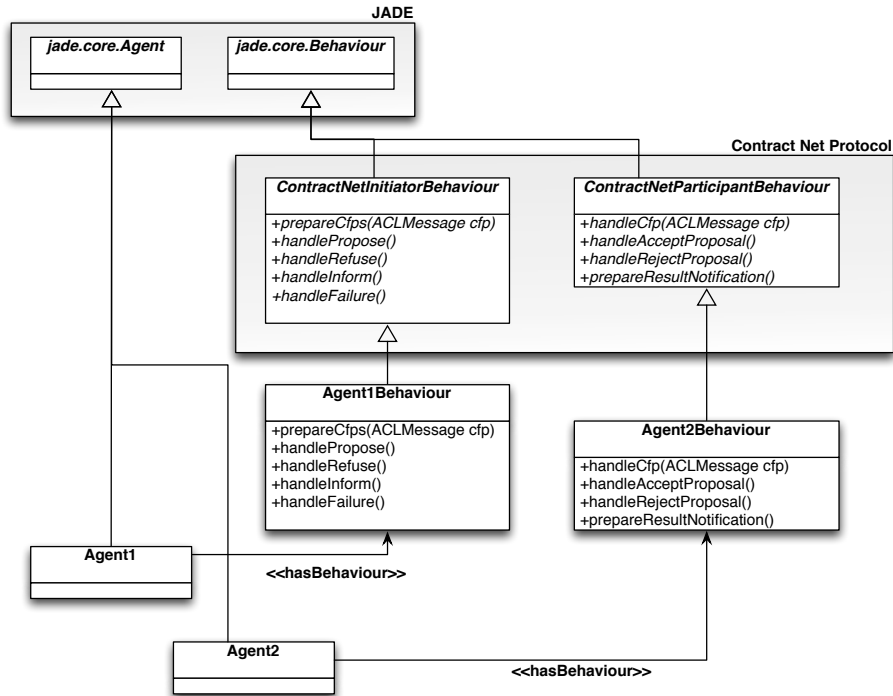 JADE
jade.core.Agent
jade.core.Behaviour
Contract Net Protocol
ContractNetInitiatorBehaviour
+prepareCfps(ACLMessage cfp)
+handlePropose()
+handleRefuse()
+handleInform()
+handleFailure()
ContractNetParticipantBehaviour
+handleCfp(ACLMessage cfp)
+handleAcceptProposal()
+handleRejectProposal()
+prepareResultNotification()
Agent1Behaviour
+prepareCfps(ACLMessage cfp)
+handlePropose()
+handleRefuse()
+handleInform()
+handleFailure()
Agent2Behaviour
+handleCfp(ACLMessage cfp)
+handleAcceptProposal()
+handleRejectProposal()
+prepareResultNotification()
Agent1
<<hasBehaviour>>
Agent2
<<hasBehaviour>>